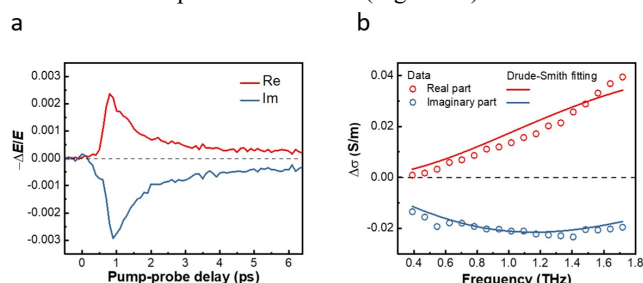 a
b
0.003
0.002
0.001
0.000
-0.001
-0.002
-0.003
−ΔE/E
Re
Im
0 1 2 3 4 5 6
Pump-probe delay (ps)
0.04
0.02
0.00
-0.02
Δσ (S/m)
Data Drude-Smith fitting
Real part
Imaginary part
0.4 0.6 0.8 1.0 1.2 1.4 1.6 1.8
Frequency (THz)